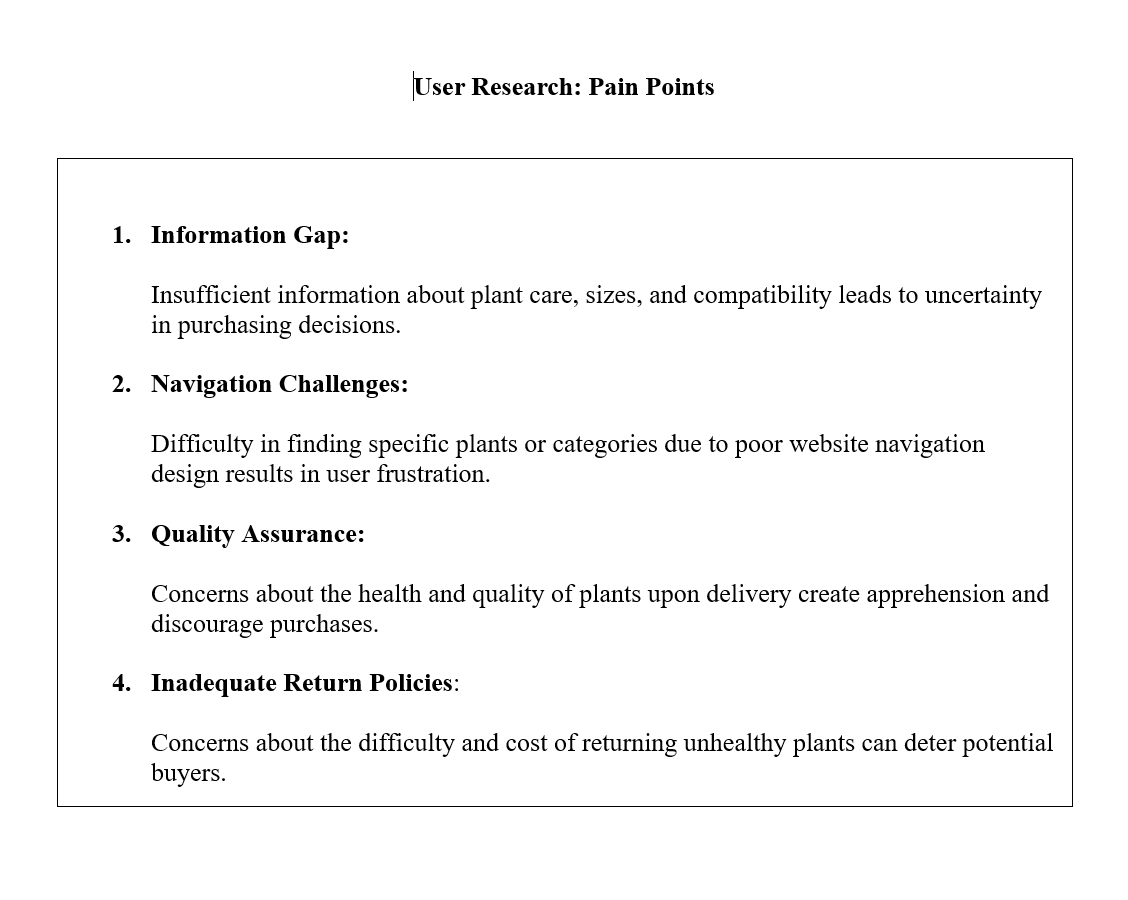 User Research: Pain Points
1. Information Gap:
Insufficient information about plant care, sizes, and compatibility leads to uncertainty
in purchasing decisions.
2. Navigation Challenges:
Difficulty in finding specific plants or categories due to poor website navigation
design results in user frustration.
3. Quality Assurance:
Concerns about the health and quality of plants upon delivery create apprehension and
discourage purchases.
4. Inadequate Return Policies:
Concerns about the difficulty and cost of returning unhealthy plants can deter potential
buyers.